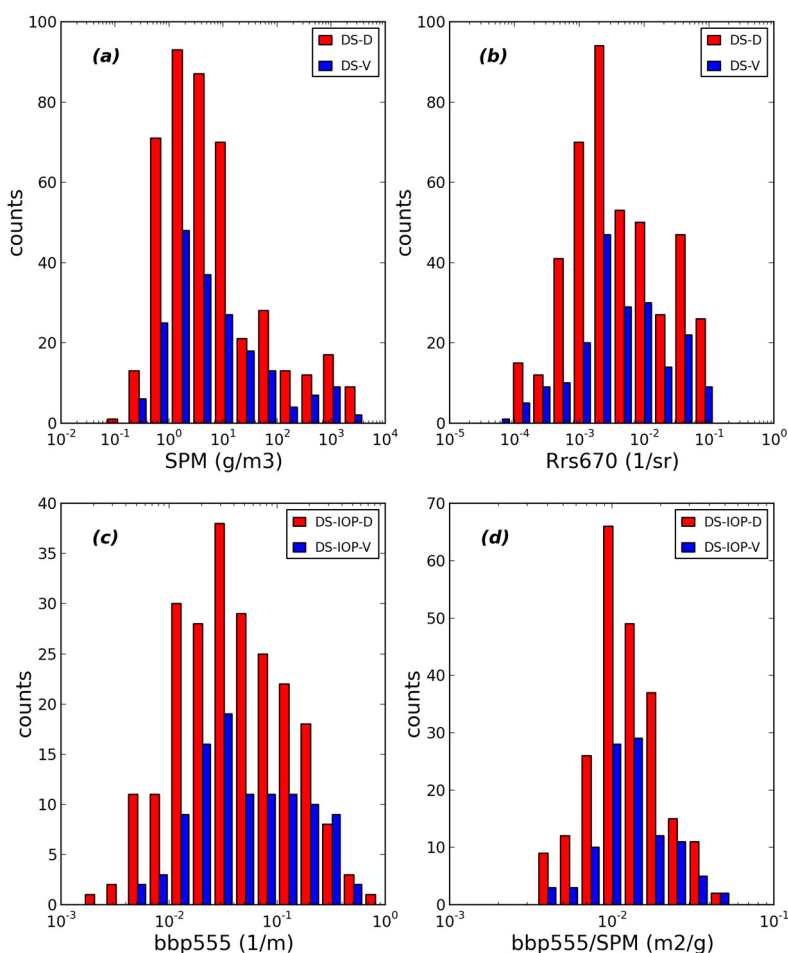 (a)
DS-D
DS-V
100
80
60
40
20
0
counts
10^-2 10^-1 10^0 10^1 10^2 10^3 10^4
SPM (g/m3)
(b)
DS-D
DS-V
100
80
60
40
20
0
counts
10^-5 10^-4 10^-3 10^-2 10^-1 10^0
Rrs670 (1/sr)
(c)
DS-IOP-D
DS-IOP-V
40
35
30
25
20
15
10
5
0
counts
10^-3 10^-2 10^-1 10^0
bbp555 (1/m)
(d)
DS-IOP-D
DS-IOP-V
70
60
50
40
30
20
10
0
counts
10^-3 10^-2 10^-1
bbp555/SPM (m2/g)